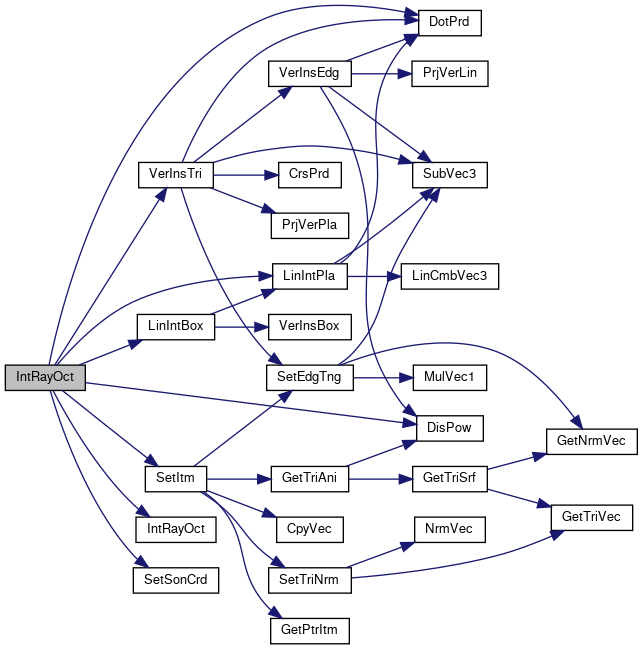 DotPrd
VerInsEdg
PrjVerLin
VerInsTri
CrsPrd
SubVec3
PrjVerPla
LinIntPla
LinCmbVec3
LinIntBox
VerInsBox
IntRayOct
SetEdgTng
MulVec1
DisPow
GetNrmVec
SetItm
GetTriAni
GetTriSrf
GetTriVec
IntRayOct
CpyVec
NrmVec
SetSonCrd
SetTriNrm
GetPtrItm